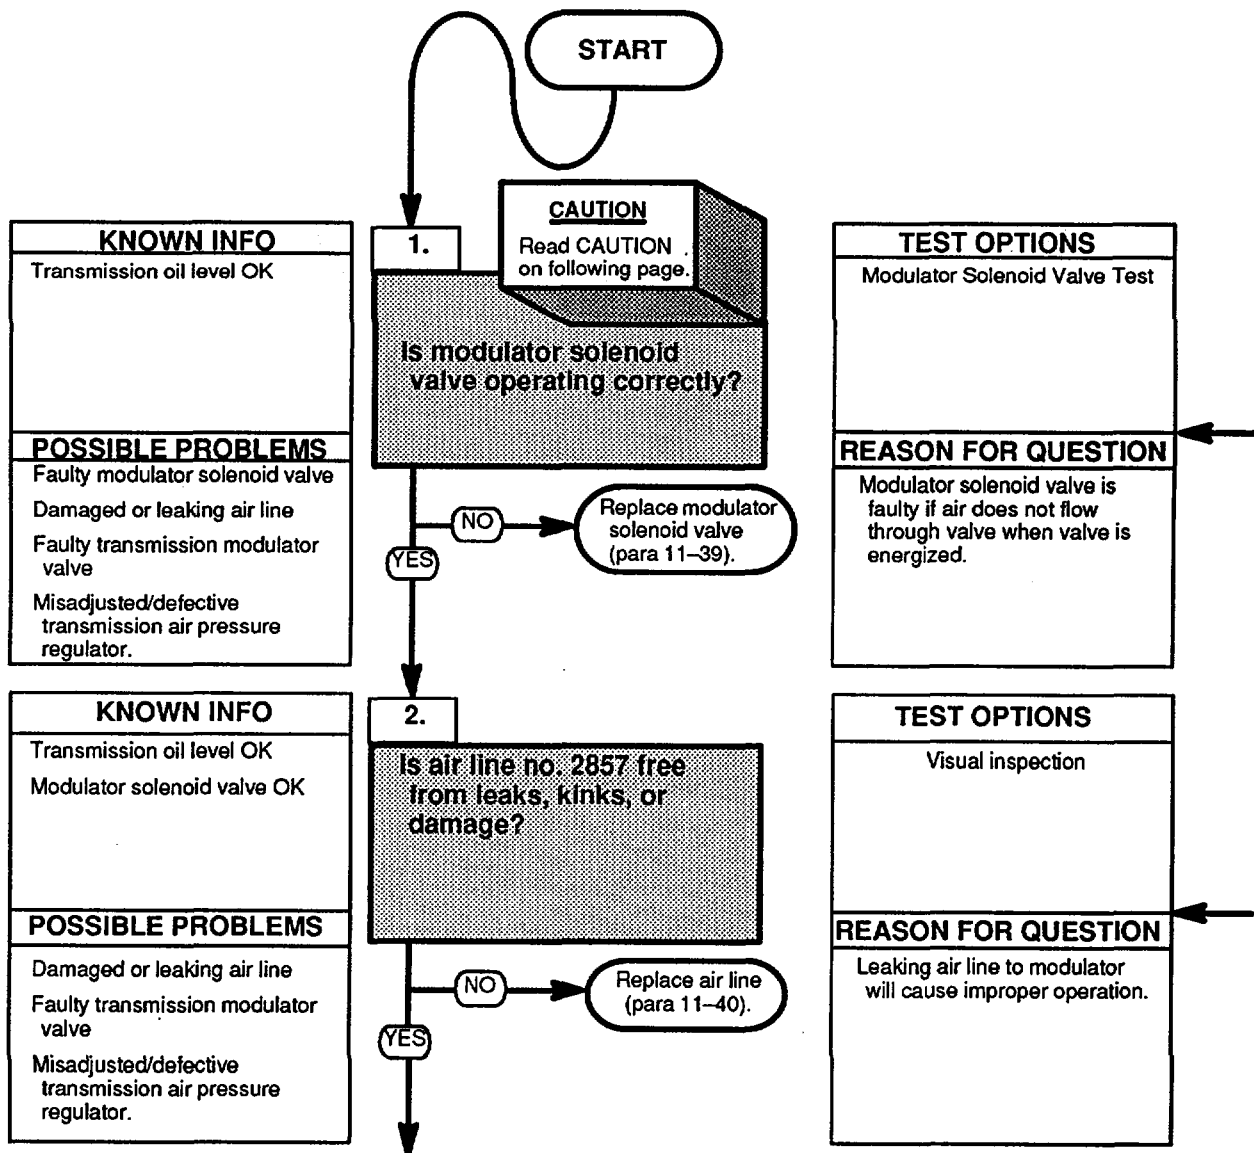 START
CAUTION
Read CAUTION
on following page.
KNOWN INFO
Transmission oil level OK
POSSIBLE PROBLEMS
Faulty modulator solenoid valve
Damaged or leaking air line
Faulty transmission modulator
valve
Misadjusted/defective
transmission air pressure
regulator.
1.
Is modulator solenoid
valve operating correctly?
NO
Replace modulator
solenoid valve
(para 11–39).
YES
TEST OPTIONS
Modulator Solenoid Valve Test
REASON FOR QUESTION
Modulator solenoid valve is
faulty if air does not flow
through valve when valve is
energized.
KNOWN INFO
Transmission oil level OK
Modulator solenoid valve OK
POSSIBLE PROBLEMS
Damaged or leaking air line
Faulty transmission modulator
valve
Misadjusted/defective
transmission air pressure
regulator.
2.
Is air line no. 2857 free
from leaks, kinks, or
damage?
NO
Replace air line
(para 11–40).
YES
TEST OPTIONS
Visual inspection
REASON FOR QUESTION
Leaking air line to modulator
will cause improper operation.